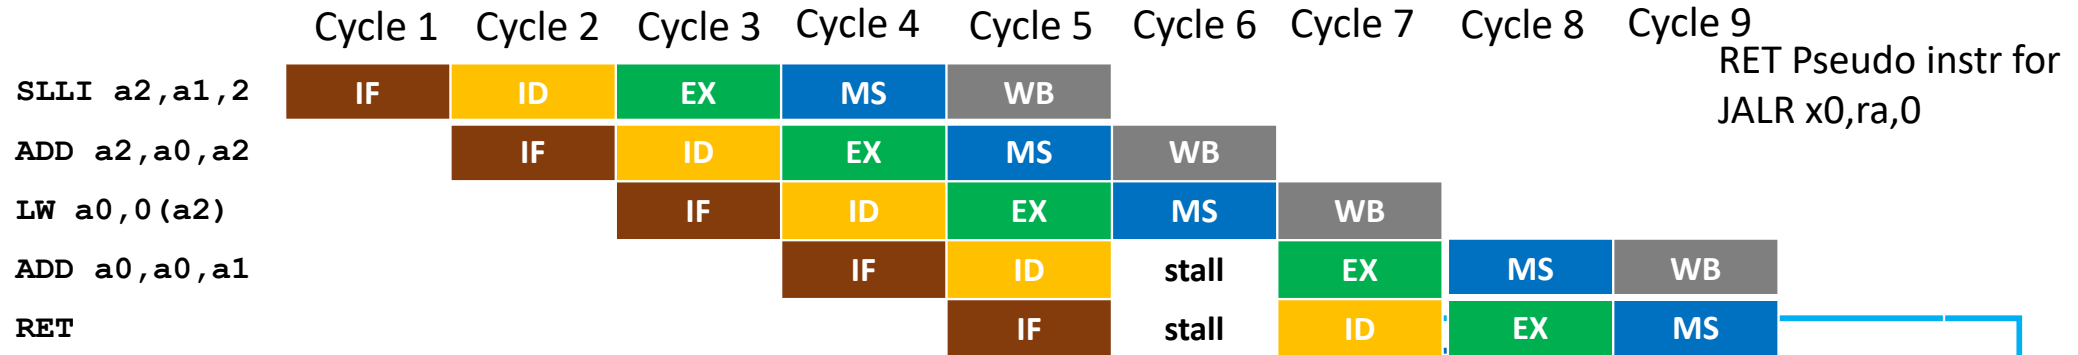 Cycle 1 Cycle 2 Cycle 3 Cycle 4 Cycle 5 Cycle 6 Cycle 7 Cycle 8 Cycle 9
RET Pseudo instr for
JALR x0,ra,0
SLLI a2,a1,2 IF ID EX MS WB
ADD a2,a0,a2 IF ID EX MS WB
LW a0,0(a2) IF ID EX MS WB
ADD a0,a0,a1 IF ID stall EX MS WB
RET IF stall ID EX MS